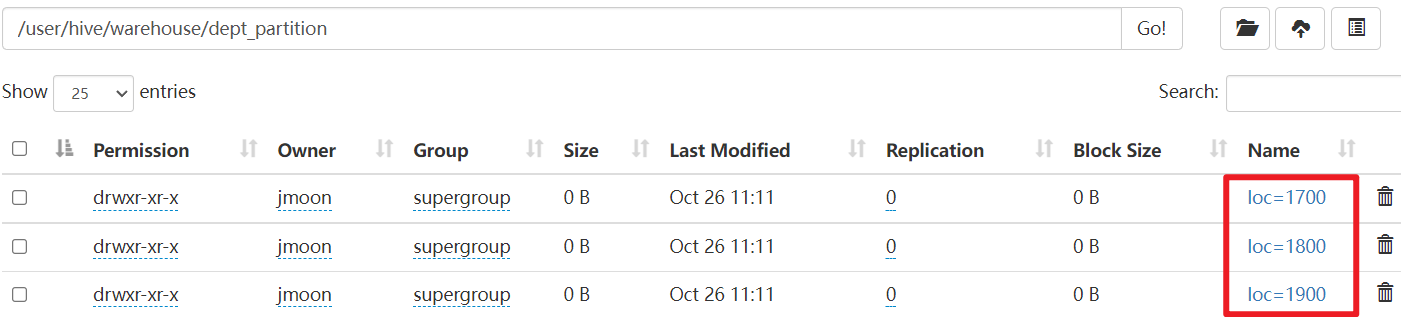 /user/hive/warehouse/dept_partition Go!
Show 25 entries Search:
Permission Owner Group Size Last Modified Replication Block Size Name
drwxr-xr-x jmoon supergroup 0 B Oct 26 11:11 0 0 B loc=1700
drwxr-xr-x jmoon supergroup 0 B Oct 26 11:11 0 0 B loc=1800
drwxr-xr-x jmoon supergroup 0 B Oct 26 11:11 0 0 B loc=1900